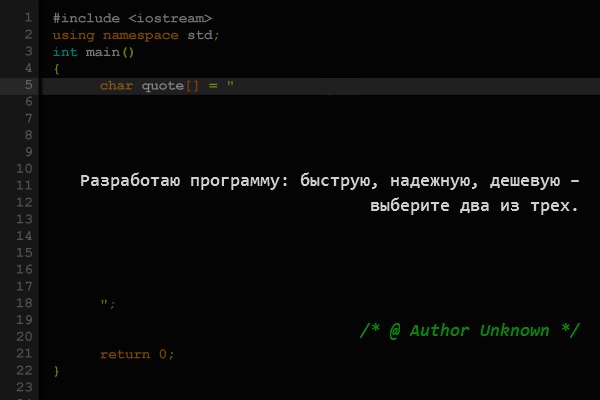 1 #include <iostream>
2 using namespace std;
3 int main()
4 {
5 char quote[] = "
6
7
8
9
10
Разработаю программу: быструю, надежную, дешевую –
11
12 выберите два из трех.
13
14
15
16
17
18 ";
19
/* @ Author Unknown */
20
21 return 0;
22 }
23